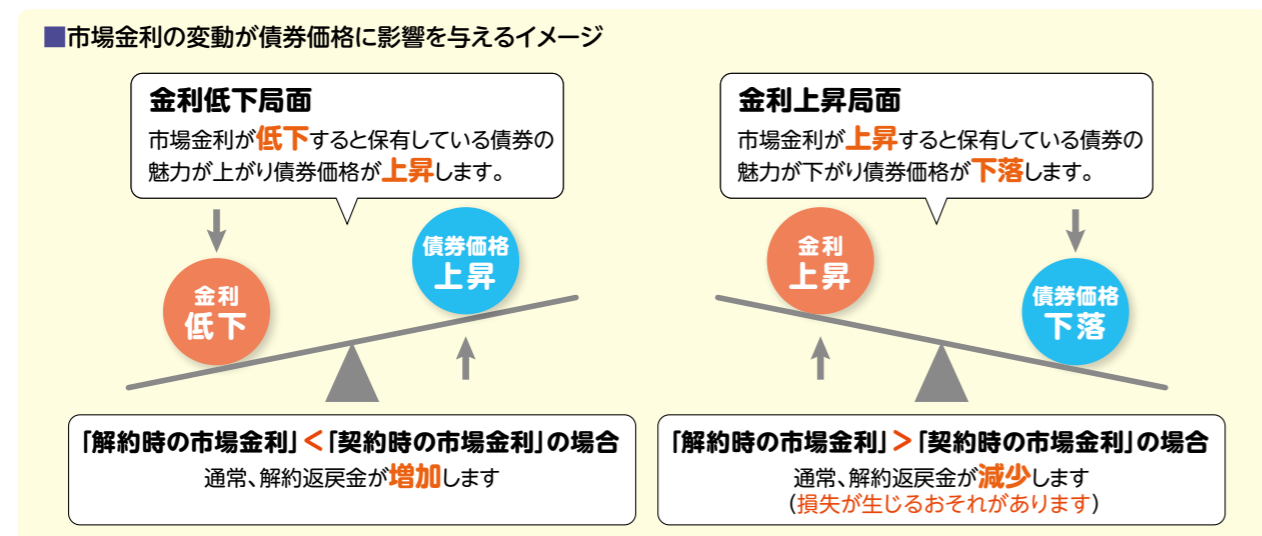 ■市場金利の変動が債券価格に影響を与えるイメージ
金利低下局面
市場金利が低下すると保有している債券の
魅力が上がり債券価格が上昇します。
金利
低下
債券価格
上昇
「解約時の市場金利」<「契約時の市場金利」の場合
通常、解約返戻金が増加します
金利上昇局面
市場金利が上昇すると保有している債券の
魅力が下がり債券価格が下落します。
金利
上昇
債券価格
下落
「解約時の市場金利」>「契約時の市場金利」の場合
通常、解約返戻金が減少します
(損失が生じるおそれがあります)